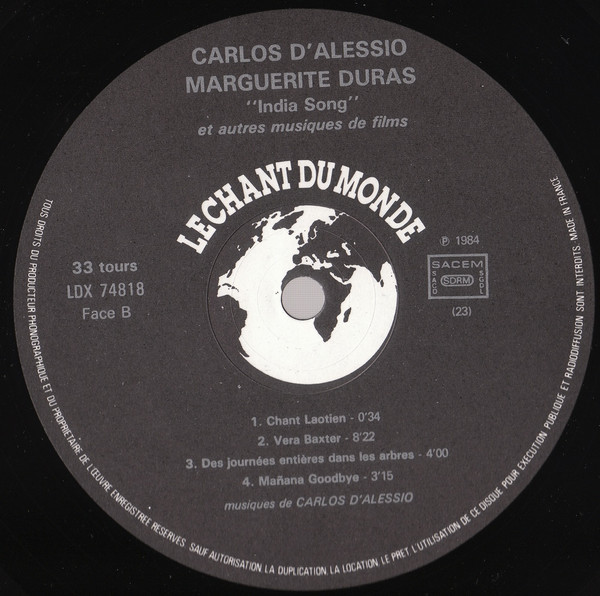 CARLOS D'ALESSIO
MARGUERITE DURAS
"India Song"
et autres musiques de films
LE CHANT DU MONDE
33 tours
LDX 74818
Face B
℗ 1984
SACEM
SACD
SDRM
SGDL
(23)
1. Chant Laotien - 0'34
2. Vera Baxter - 8'22
3. Des journées entières dans les arbres - 4'00
4. Mañana Goodbye - 3'15
musiques de CARLOS D'ALESSIO
TOUS DROITS DU PRODUCTEUR PHONOGRAPHIQUE ET DU PROPRIETAIRE DE L'ŒUVRE ENREGISTREE RESERVES. SAUF AUTORISATION LA DUPLICATION, LA LOCATION, LE PRET, L'UTILISATION DE CE DISQUE POUR EXECUTION PUBLIQUE ET RADIODIFFUSION SONT INTERDITS. MADE IN FRANCE